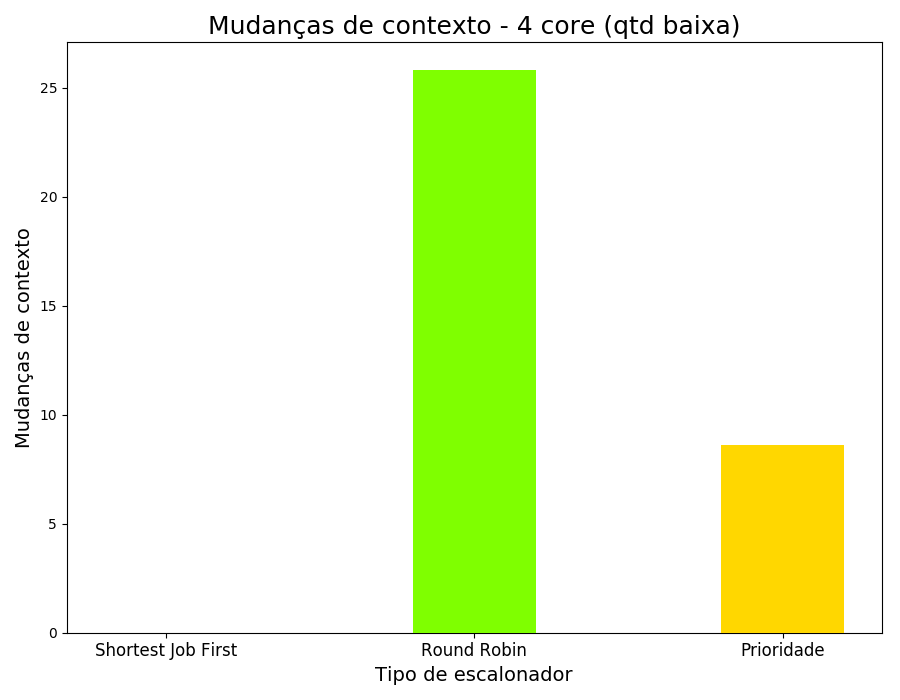 Mudanças de contexto - 4 core (qtd baixa)
Mudanças de contexto
25
20
15
10
5
0
Shortest Job First
Round Robin
Prioridade
Tipo de escalonador